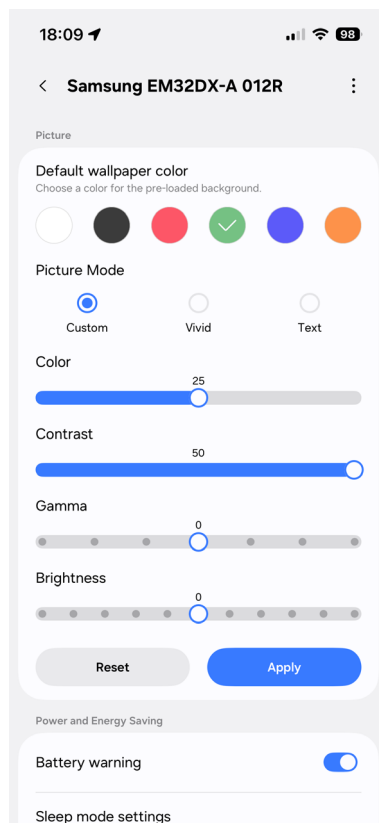 18:09
98
Samsung EM32DX-A 012R
Picture
Default wallpaper color
Choose a color for the pre-loaded background.
Picture Mode
Custom Vivid Text
Color
25
Contrast
50
Gamma
0
Brightness
0
Reset Apply
Power and Energy Saving
Battery warning
Sleep mode settings